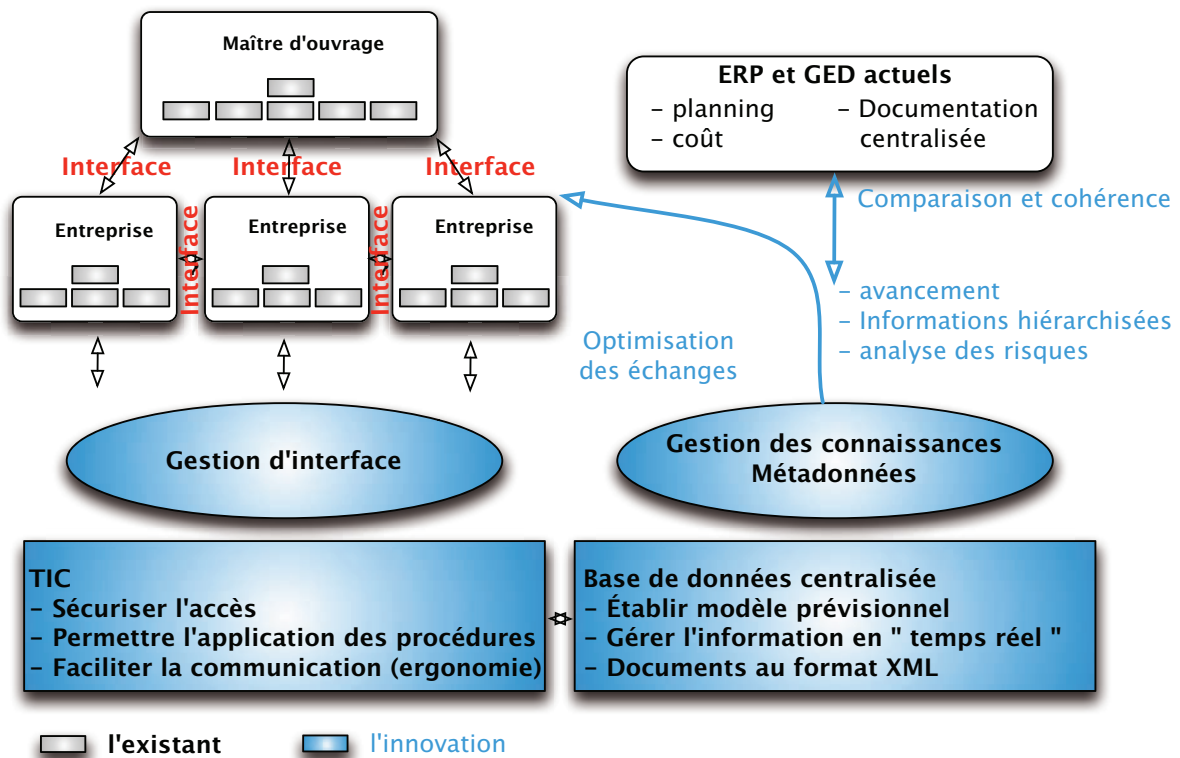 Maître d'ouvrage
ERP et GED actuels
– planning
– coût
– Documentation
centralisée
Interface
Interface
Interface
Comparaison et cohérence
Entreprise
Interface
Entreprise
Interface
Entreprise
– avancement
– Informations hiérarchisées
– analyse des risques
Optimisation
des échanges
Gestion d'interface
Gestion des connaissances
Métadonnées
TIC
– Sécuriser l'accès
– Permettre l'application des procédures
– Faciliter la communication (ergonomie)
Base de données centralisée
– Établir modèle prévisionnel
– Gérer l'information en " temps réel "
– Documents au format XML
l'existant
l'innovation